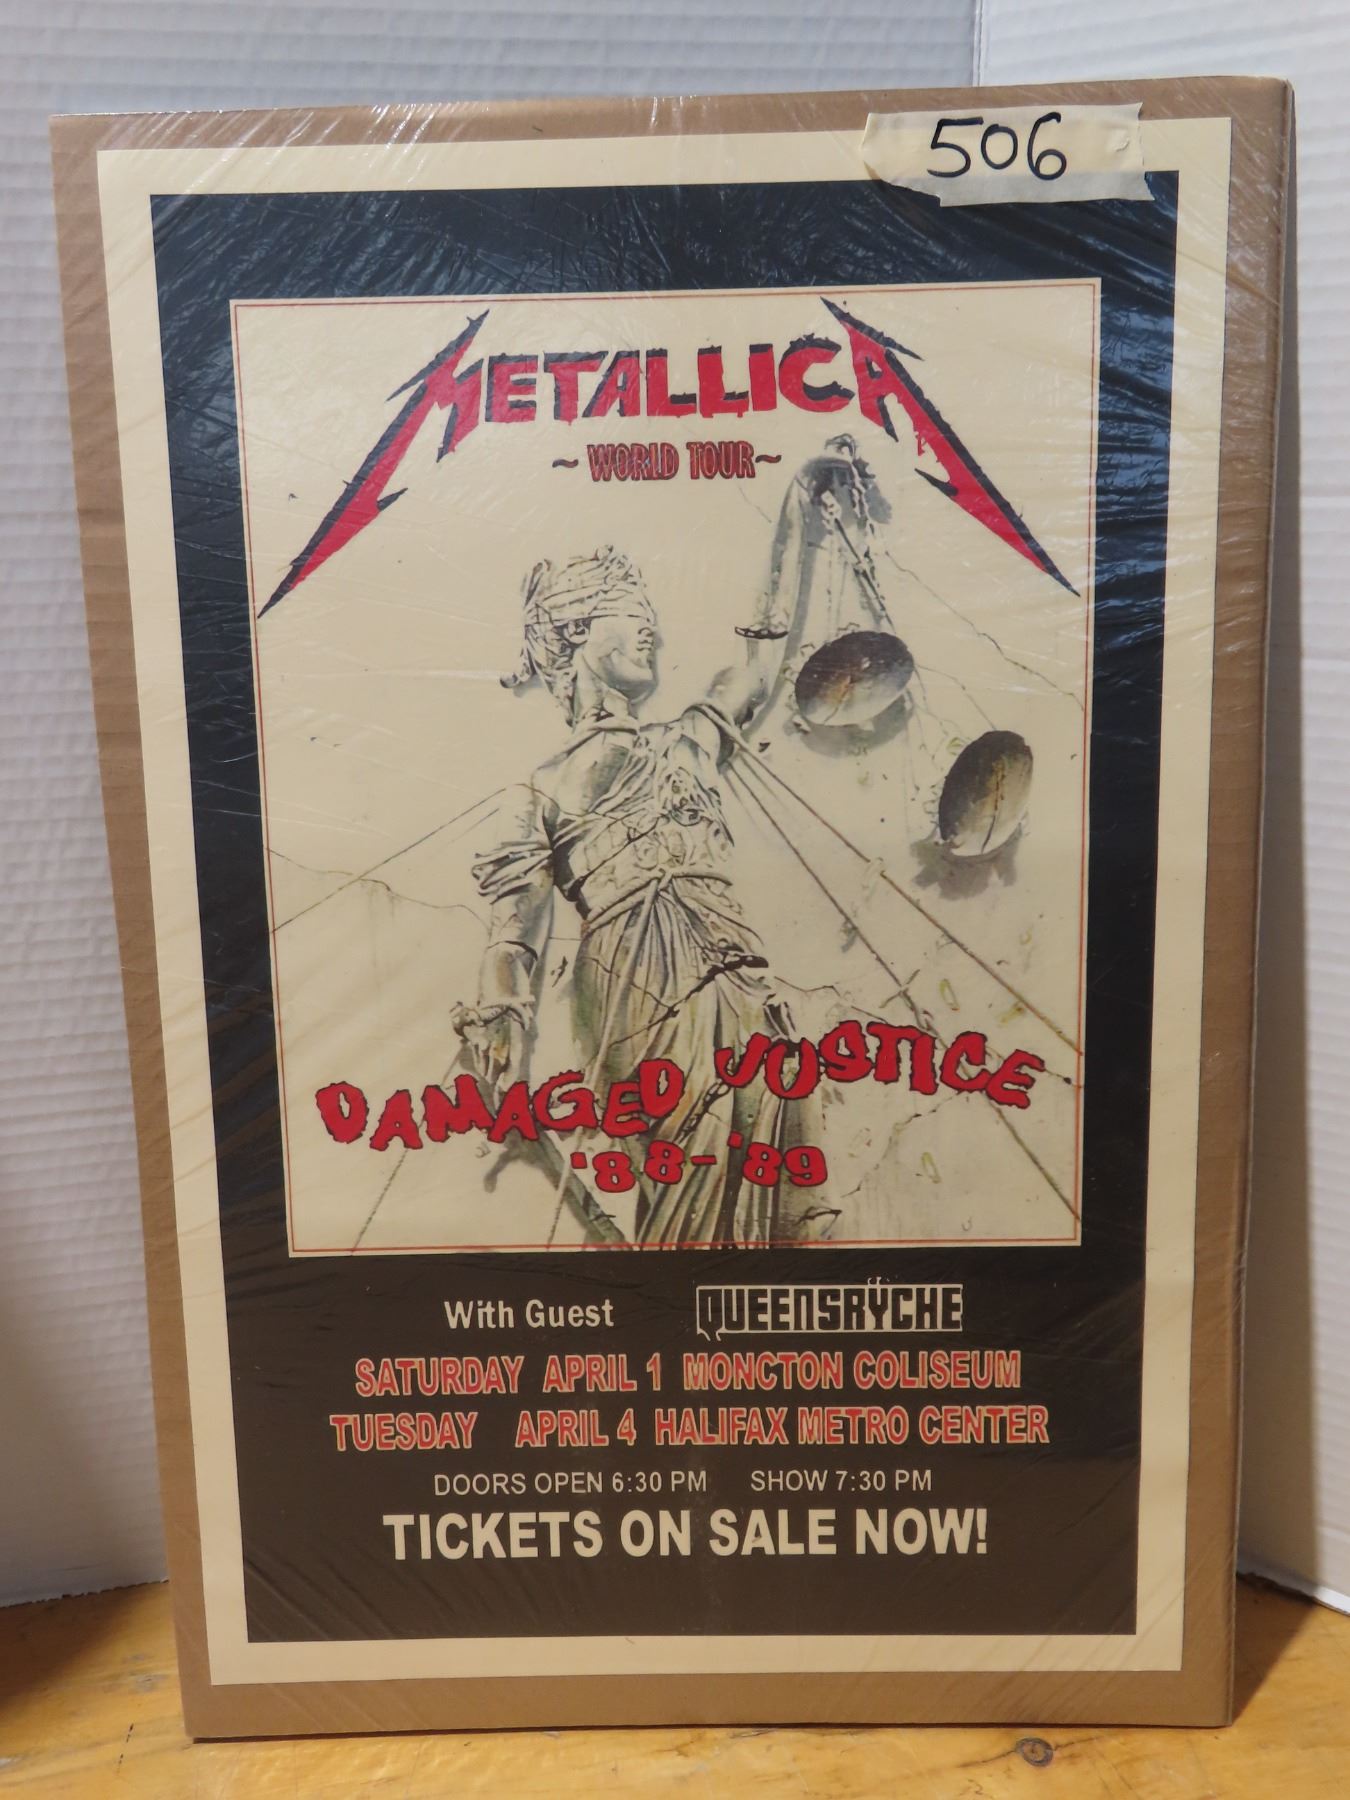 506
METALLICA
~ WORLD TOUR ~
DAMAGED JUSTICE
'88-'89
With Guest QUEENSRŸCHE
SATURDAY APRIL 1 MONCTON COLISEUM
TUESDAY APRIL 4 HALIFAX METRO CENTER
DOORS OPEN 6:30 PM SHOW 7:30 PM
TICKETS ON SALE NOW!